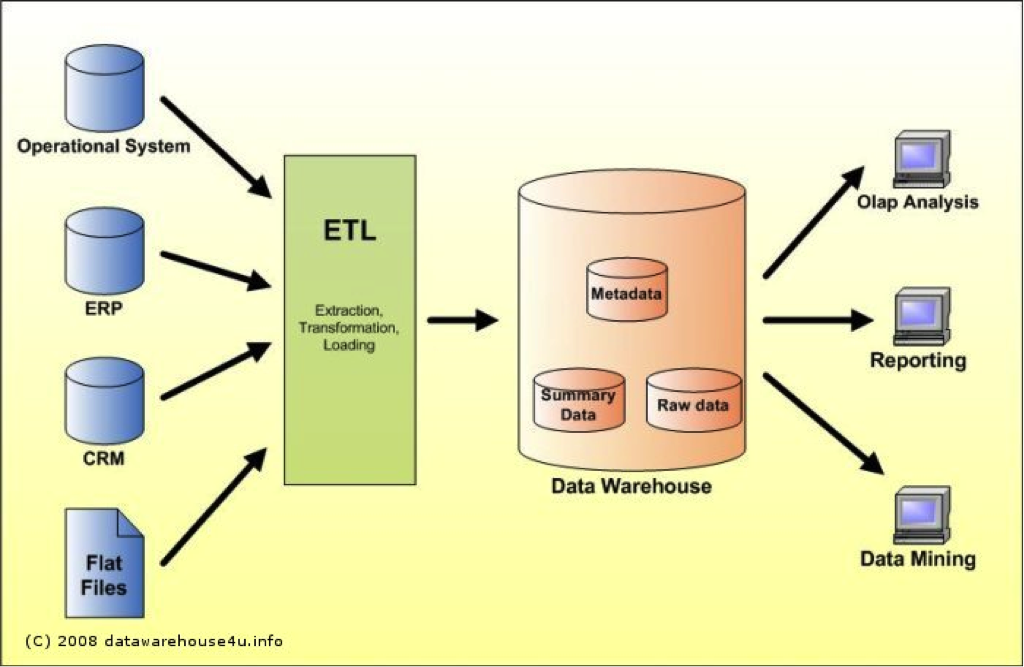 Operational System
ERP
CRM
Flat
Files
ETL
Extraction,
Transformation,
Loading
Metadata
Summary
Data
Raw data
Data Warehouse
Olap Analysis
Reporting
Data Mining
(C) 2008 datawarehouse4u.info